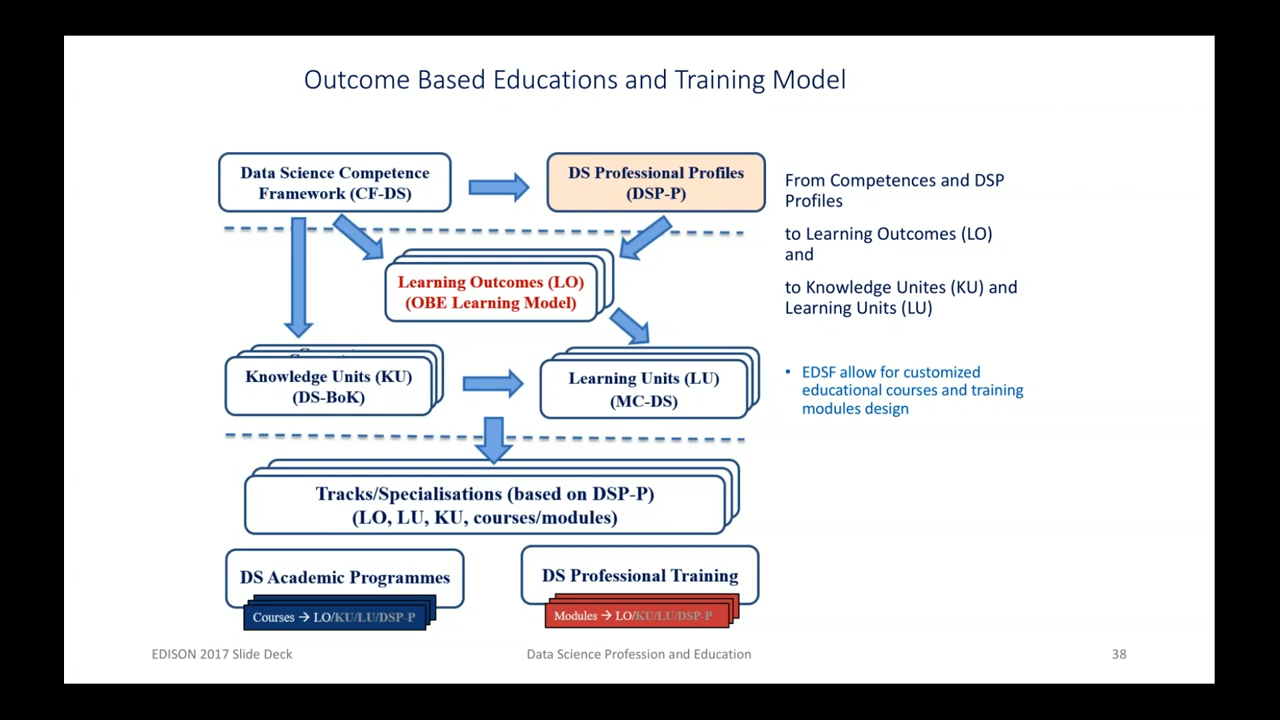 Outcome Based Educations and Training Model
Data Science Competence
Framework (CF-DS)
DS Professional Profiles
(DSP-P)
Learning Outcomes (LO)
(OBE Learning Model)
Knowledge Units (KU)
(DS-BoK)
Learning Units (LU)
(MC-DS)
Tracks/Specialisations (based on DSP-P)
(LO, LU, KU, courses/modules)
DS Academic Programmes
Courses → LO/KU/LU/DSP-P
DS Professional Training
Modules → LO/KU/LU/DSP-P
From Competences and DSP
Profiles
to Learning Outcomes (LO)
and
to Knowledge Unites (KU) and
Learning Units (LU)
• EDSF allow for customized
educational courses and training
modules design
EDISON 2017 Slide Deck
Data Science Profession and Education
38